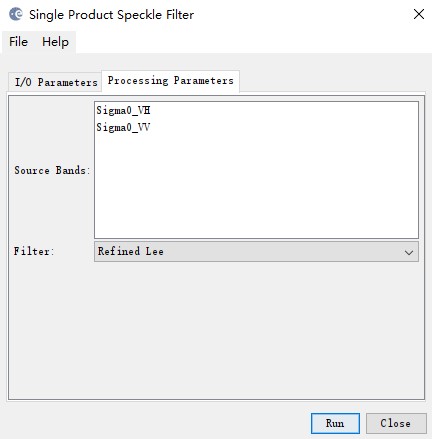 Single Product Speckle Filter
File Help
I/O Parameters Processing Parameters
Sigma0_VH
Sigma0_VV
Source Bands:
Filter: Refined Lee
Run Close